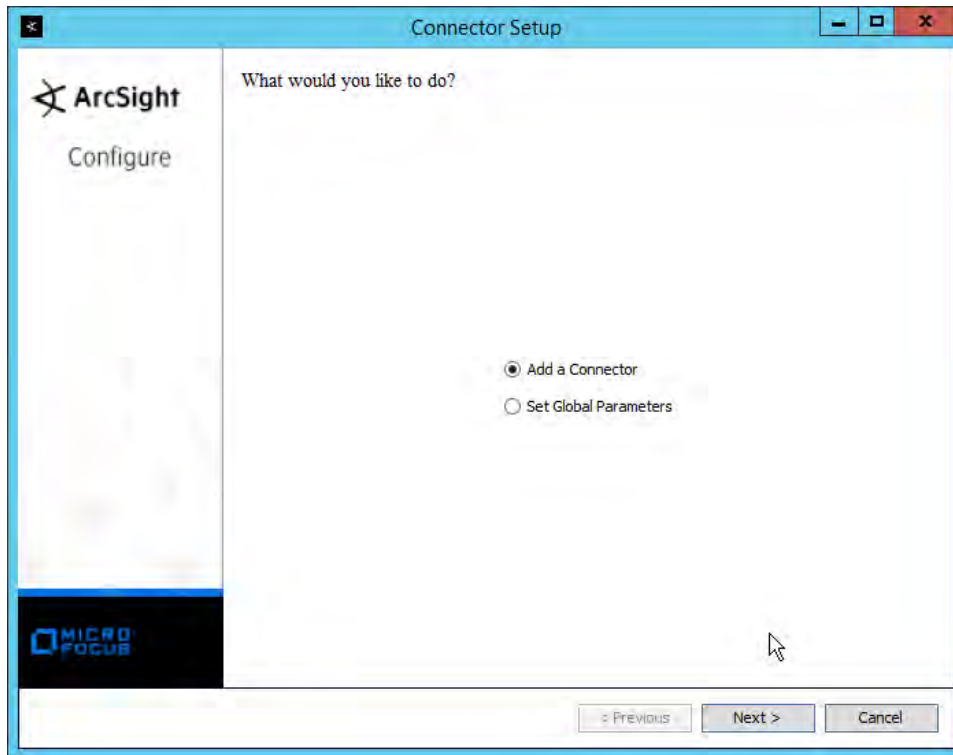 Connector Setup
ArcSight
Configure
What would you like to do?
Add a Connector
Set Global Parameters
MICRO
FOCUS
< Previous
Next >
Cancel